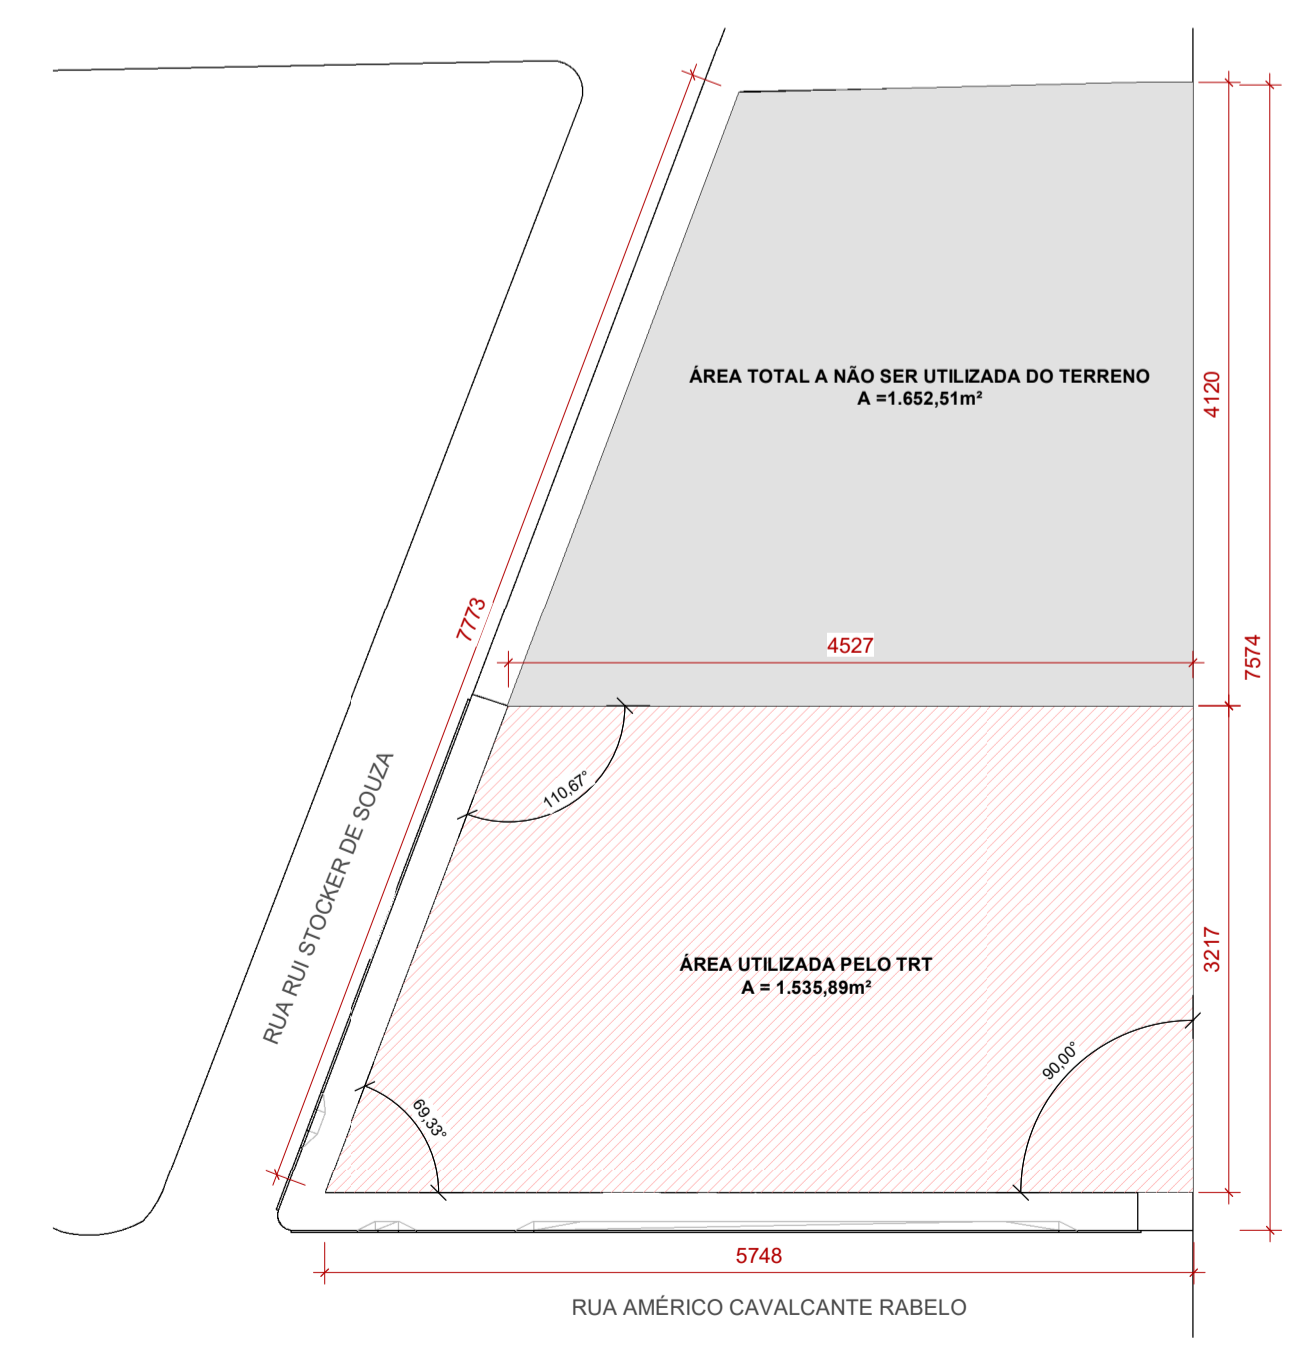 ÁREA TOTAL A NÃO SER UTILIZADA DO TERRENO
A =1.652,51m²
4120
7773
4527
7574
110,67°
RUA RUI STOCKER DE SOUZA
ÁREA UTILIZADA PELO TRT
A = 1.535,89m²
3217
90,00°
69,33°
5748
RUA AMÉRICO CAVALCANTE RABELO